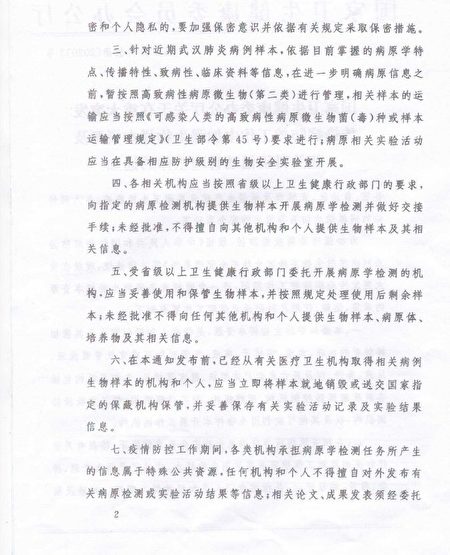 密和个人隐私的,要加强保密意识并依据有关规定采取保密措施。
三、针对近期武汉肺炎病例样本,依据目前掌握的病原学特
点、传播特性、致病性、临床资料等信息,在进一步明确病原信息之
前,暂按照高致病性病原微生物(第二类)进行管理,相关样本的运
输应当按照《可感染人类的高致病性病原微生物菌(毒)种或样本
运输管理规定》(卫生部令第45号)要求进行;病原相关实验活动
应当在具备相应防护级别的生物安全实验室开展。
四、各相关机构应当按照省级以上卫生健康行政部门的要求,
向指定的病原检测机构提供生物样本开展病原学检测并做好交接
手续;未经批准,不得擅自向其他机构和个人提供生物样本及其相
关信息。
五、受省级以上卫生健康行政部门委托开展病原学检测的机
构,应当妥善使用和保管生物样本,并按照规定处理使用后剩余样
本;未经批准不得向任何其他机构和个人提供生物样本、病原体、
培养物及其相关信息。
六、在本通知发布前,已经从有关医疗卫生机构取得相关病例
生物样本的机构和个人,应当立即将样本就地销毁或送交国家指
定的保藏机构保管,并妥善保存有关实验活动记录及实验结果
信息。
七、疫情防控工作期间,各类机构承担病原学检测任务所产生
的信息属于特殊公共资源,任何机构和个人不得擅自对外发布有
关病原检测或实验活动结果等信息;相关论文、成果发表须经委托
2